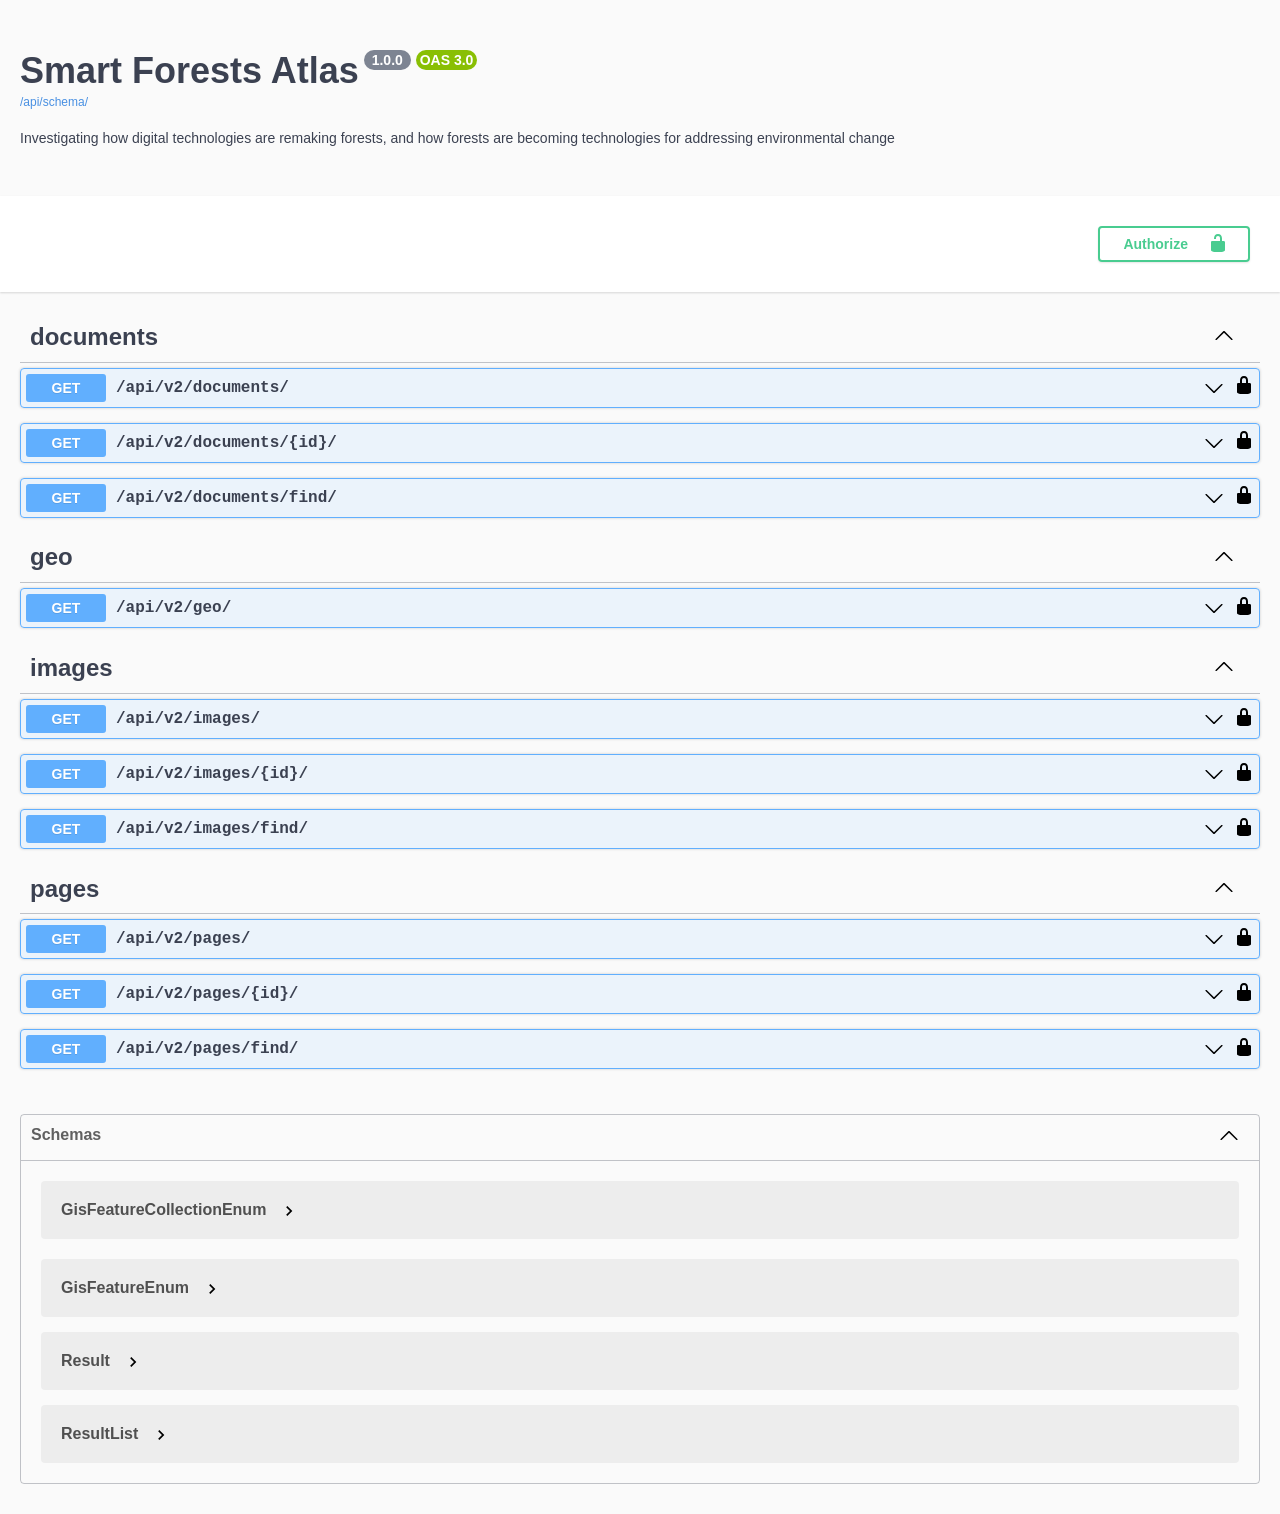 Smart Forests Atlas 1.0.0 OAS 3.0
/api/schema/
Investigating how digital technologies are remaking forests, and how forests are becoming technologies for addressing environmental change
Authorize
documents
GET /api/v2/documents/
GET /api/v2/documents/{id}/
GET /api/v2/documents/find/
geo
GET /api/v2/geo/
images
GET /api/v2/images/
GET /api/v2/images/{id}/
GET /api/v2/images/find/
pages
GET /api/v2/pages/
GET /api/v2/pages/{id}/
GET /api/v2/pages/find/
Schemas
GisFeatureCollectionEnum
GisFeatureEnum
Result
ResultList